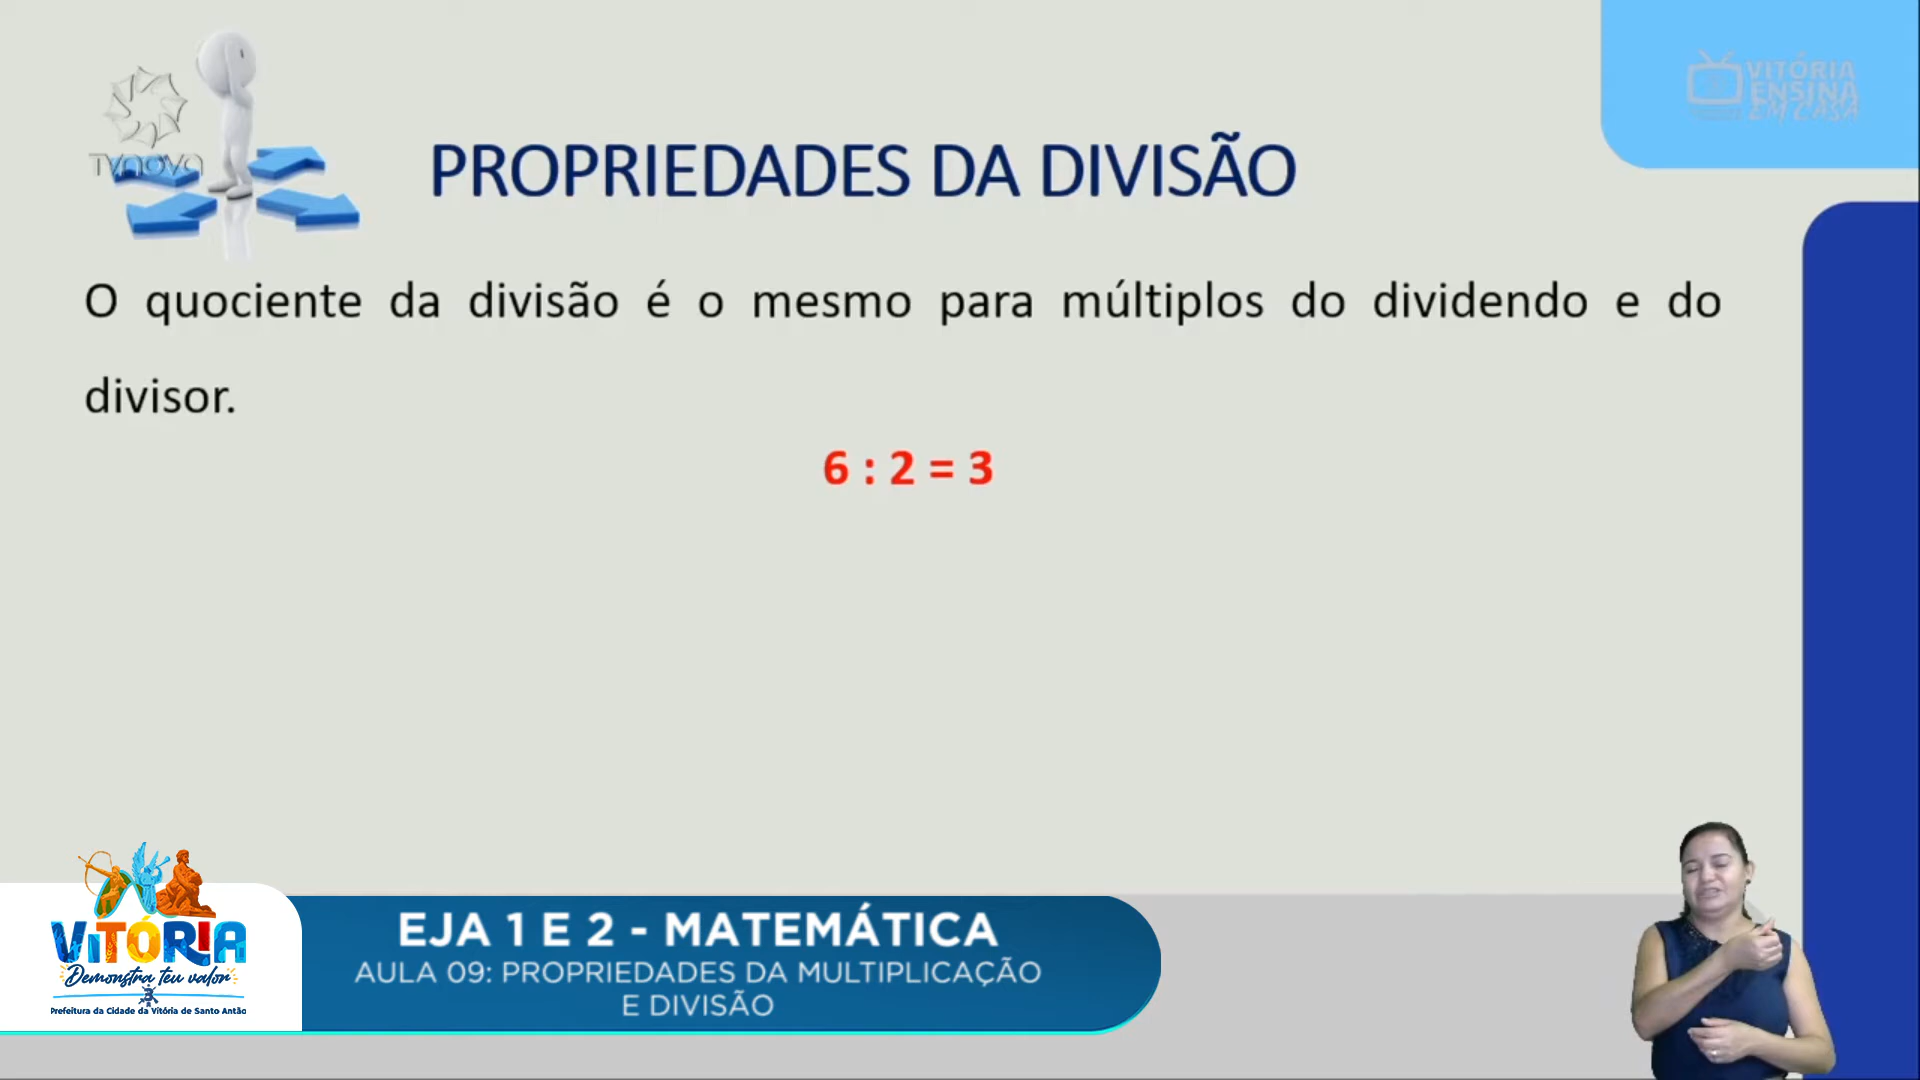 TVNOVA
VITÓRIA
ENSINA
EM CASA
PROPRIEDADES DA DIVISÃO
O quociente da divisão é o mesmo para múltiplos do dividendo e do
divisor.
6 : 2 = 3
VITÓRIA
Demonstra teu valor
Prefeitura da Cidade da Vitória de Santo Antão
EJA 1 E 2 - MATEMÁTICA
AULA 09: PROPRIEDADES DA MULTIPLICAÇÃO
E DIVISÃO